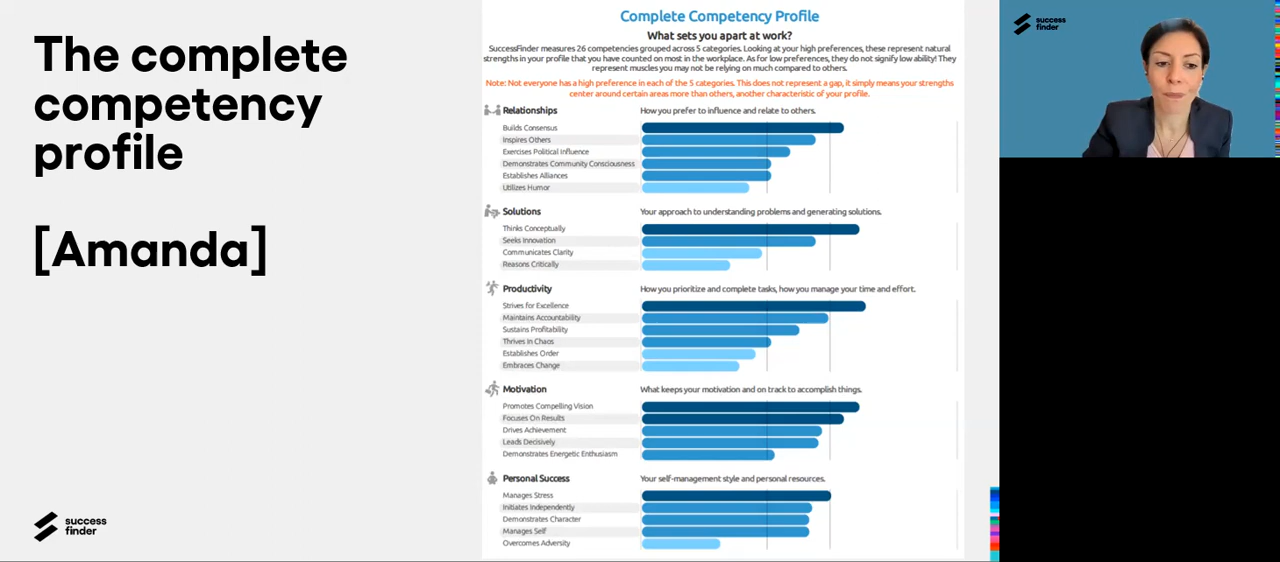 The complete
competency
profile
[Amanda]
success
finder
Complete Competency Profile
What sets you apart at work?
SuccessFinder measures 26 competencies grouped across 5 categories. Looking at your high preferences, these represent natural
strengths in your profile that you have counted on most in the workplace. As for low preferences, they do not signify low ability! They
represent muscles you may not be relying on much compared to others.
Note: Not everyone has a high preference in each of the 5 categories. This does not represent a gap, it simply means your strengths
center around certain areas more than others, another characteristic of your profile.
Relationships How you prefer to influence and relate to others.
Builds Consensus
Inspires Others
Exercises Political Influence
Demonstrates Community Consciousness
Establishes Alliances
Utilizes Humor
Solutions Your approach to understanding problems and generating solutions.
Thinks Conceptually
Seeks Innovation
Communicates Clarity
Reasons Critically
Productivity How you prioritize and complete tasks, how you manage your time and effort.
Strives for Excellence
Maintains Accountability
Sustains Profitability
Thrives In Chaos
Establishes Order
Embraces Change
Motivation What keeps your motivation and on track to accomplish things.
Promotes Compelling Vision
Focuses On Results
Drives Achievement
Leads Decisively
Demonstrates Energetic Enthusiasm
Personal Success Your self-management style and personal resources.
Manages Stress
Initiates Independently
Demonstrates Character
Manages Self
Overcomes Adversity
success
finder